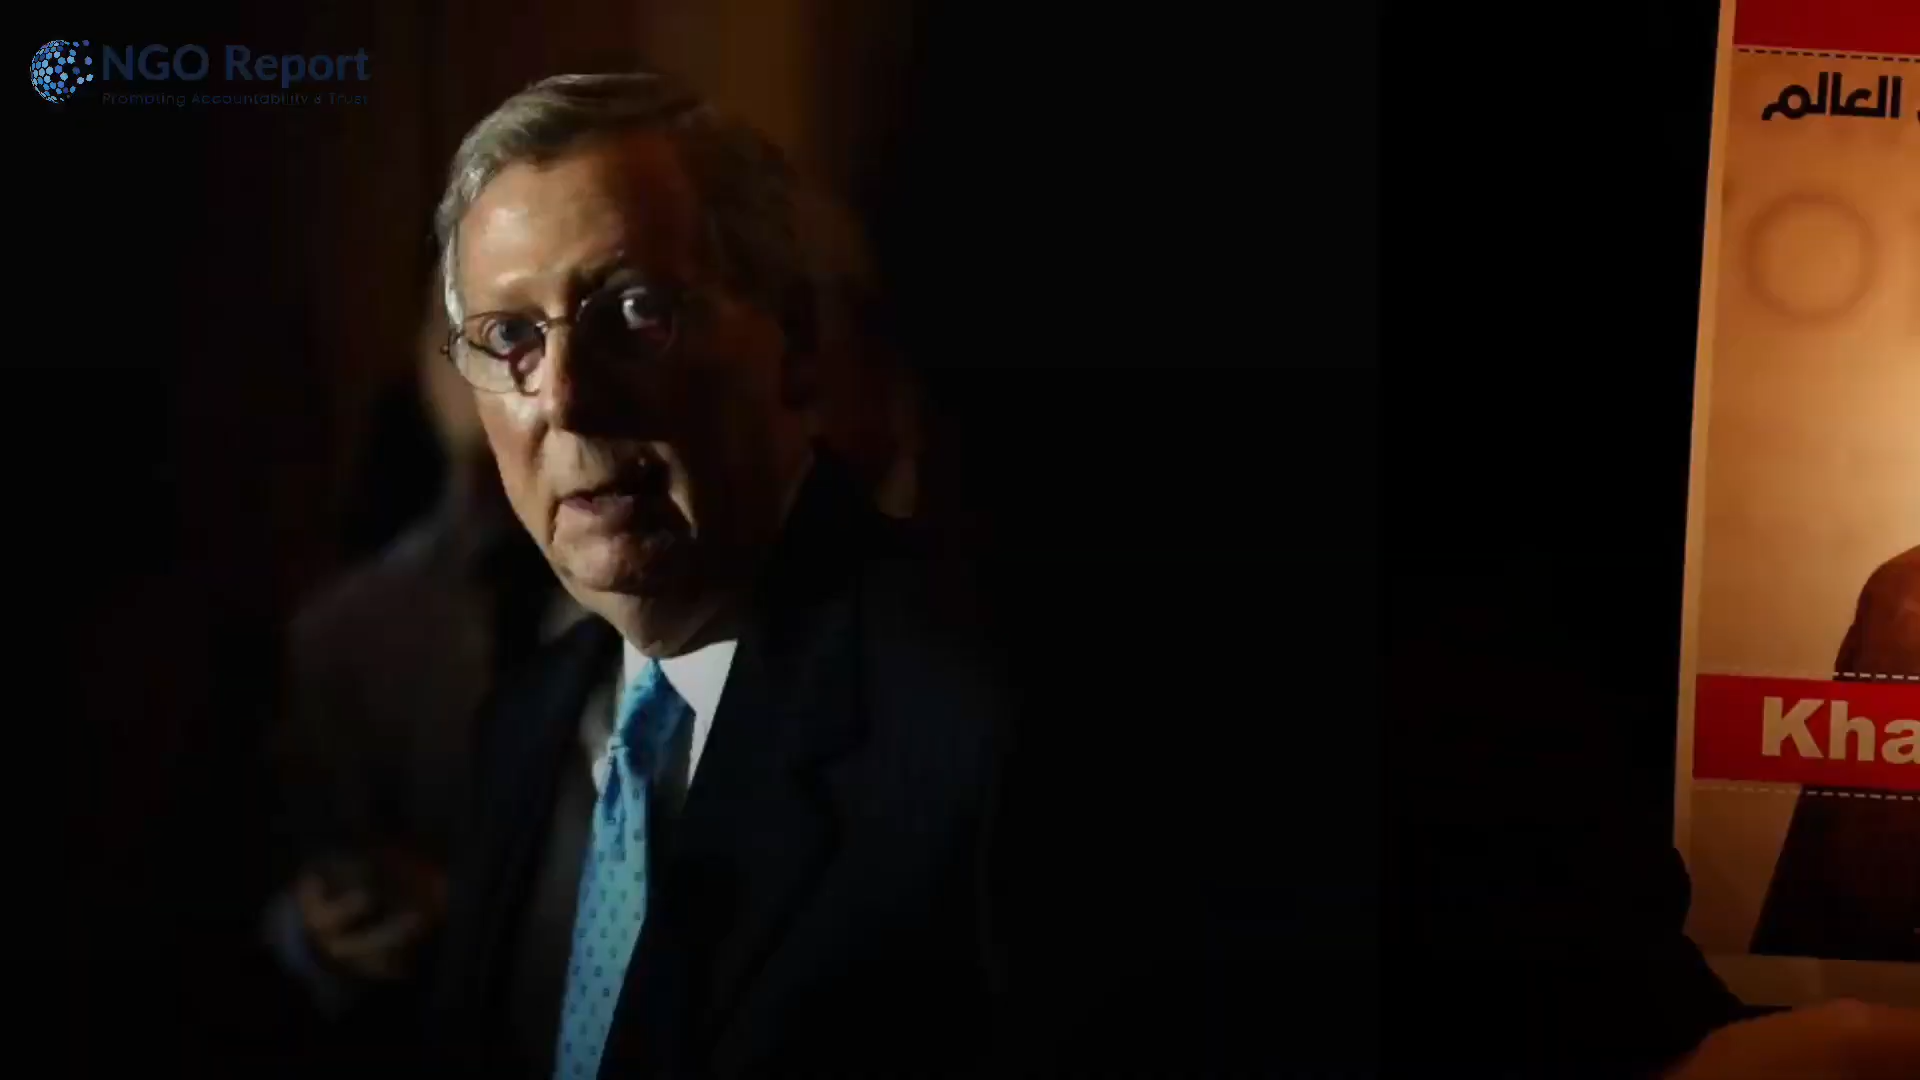 NGO Report
Promoting Accountability & Trust
العالم
Kha